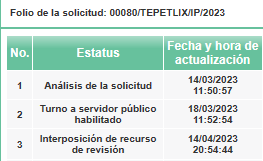 Folio de la solicitud: 00080/TEPETLIX/IP/2023
No. Estatus Fecha y hora de actualización
1 Análisis de la solicitud 14/03/2023 11:50:57
2 Turno a servidor público habilitado 18/03/2023 11:52:54
3 Interposición de recurso de revisión 14/04/2023 20:54:44